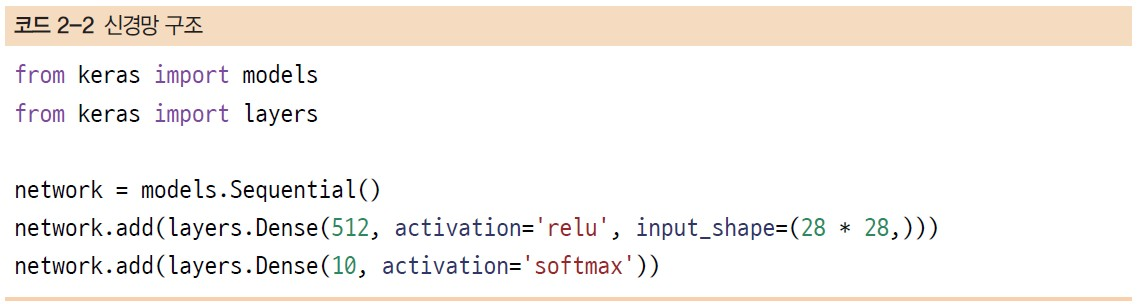 코드 2-2 신경망 구조
from keras import models
from keras import layers
network = models.Sequential()
network.add(layers.Dense(512, activation='relu', input_shape=(28 * 28,)))
network.add(layers.Dense(10, activation='softmax'))